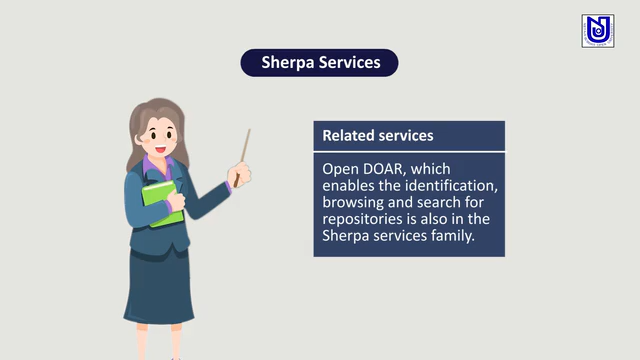 Sherpa Services
Related services
Open DOAR, which
enables the identification,
browsing and search for
repositories is also in the
Sherpa services family.